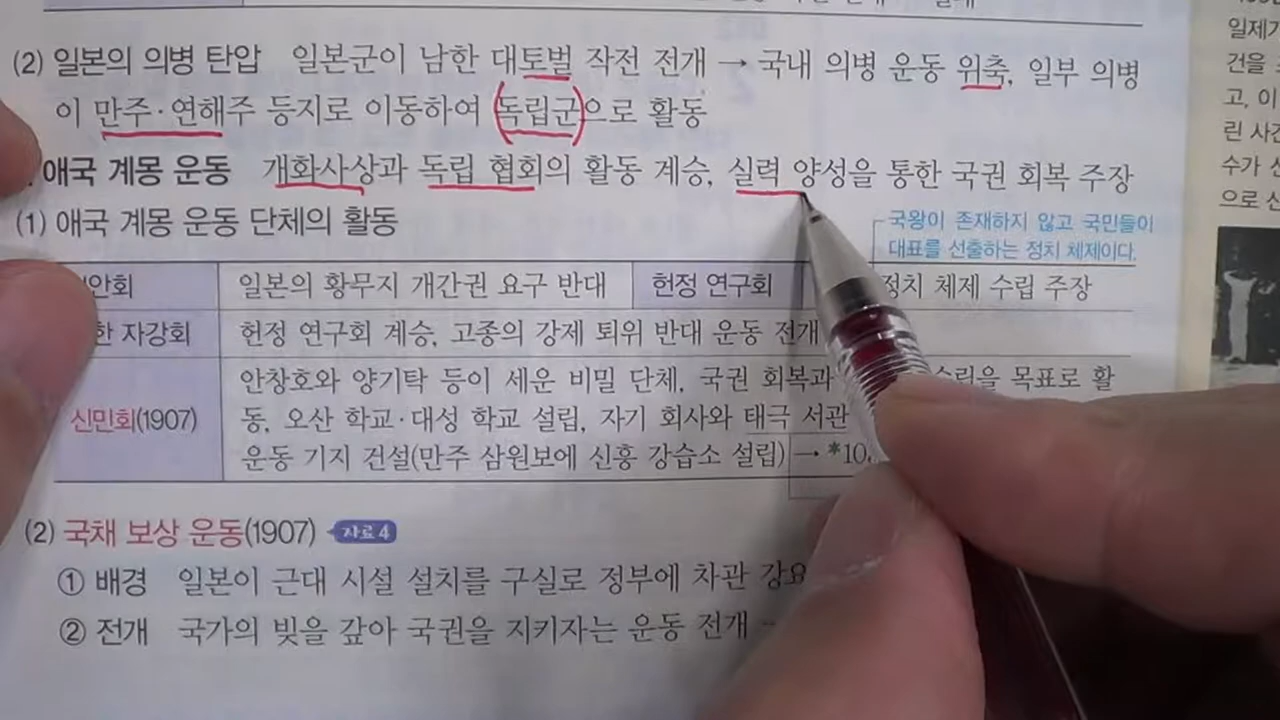 (2) 일본의 의병 탄압 일본군이 남한 대토벌 작전 전개 → 국내 의병 운동 위축, 일부 의병
이 만주·연해주 등지로 이동하여 독립군으로 활동
애국 계몽 운동 개화사상과 독립 협회의 활동 계승, 실력 양성을 통한 국권 회복 주장
(1) 애국 계몽 운동 단체의 활동
국왕이 존재하지 않고 국민들이
대표를 선출하는 정치 체제이다.
안회 일본의 황무지 개간권 요구 반대 헌정 연구회 정치 체제 수립 주장
한 자강회 헌정 연구회 계승, 고종의 강제 퇴위 반대 운동 전개
신민회(1907) 안창호와 양기탁 등이 세운 비밀 단체, 국권 회복과 수립을 목표로 활
동, 오산 학교·대성 학교 설립, 자기 회사와 태극 서관
운동 기지 건설(만주 삼원보에 신흥 강습소 설립) → *10
(2) 국채 보상 운동(1907) 자료 4
① 배경 일본이 근대 시설 설치를 구실로 정부에 차관 강요
② 전개 국가의 빚을 갚아 국권을 지키자는 운동 전개
일제가
건을
고, 이
린 사건
수가
으로